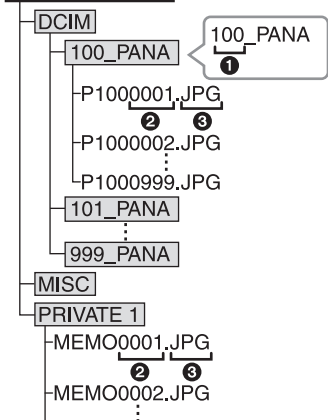 DCIM
100_PANA
100_PANA
❶
P1000001.JPG
❷ ❸
P1000002.JPG
P1000999.JPG
101_PANA
999_PANA
MISC
PRIVATE 1
MEMO0001.JPG
❷ ❸
MEMO0002.JPG